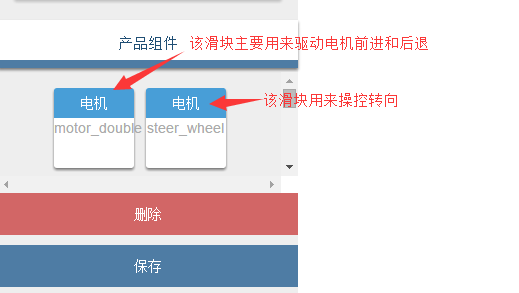 产品组件
该滑块主要用来驱动电机前进和后退
电机
电机
该滑块用来操控转向
motor_double
steer_wheel
删除
保存